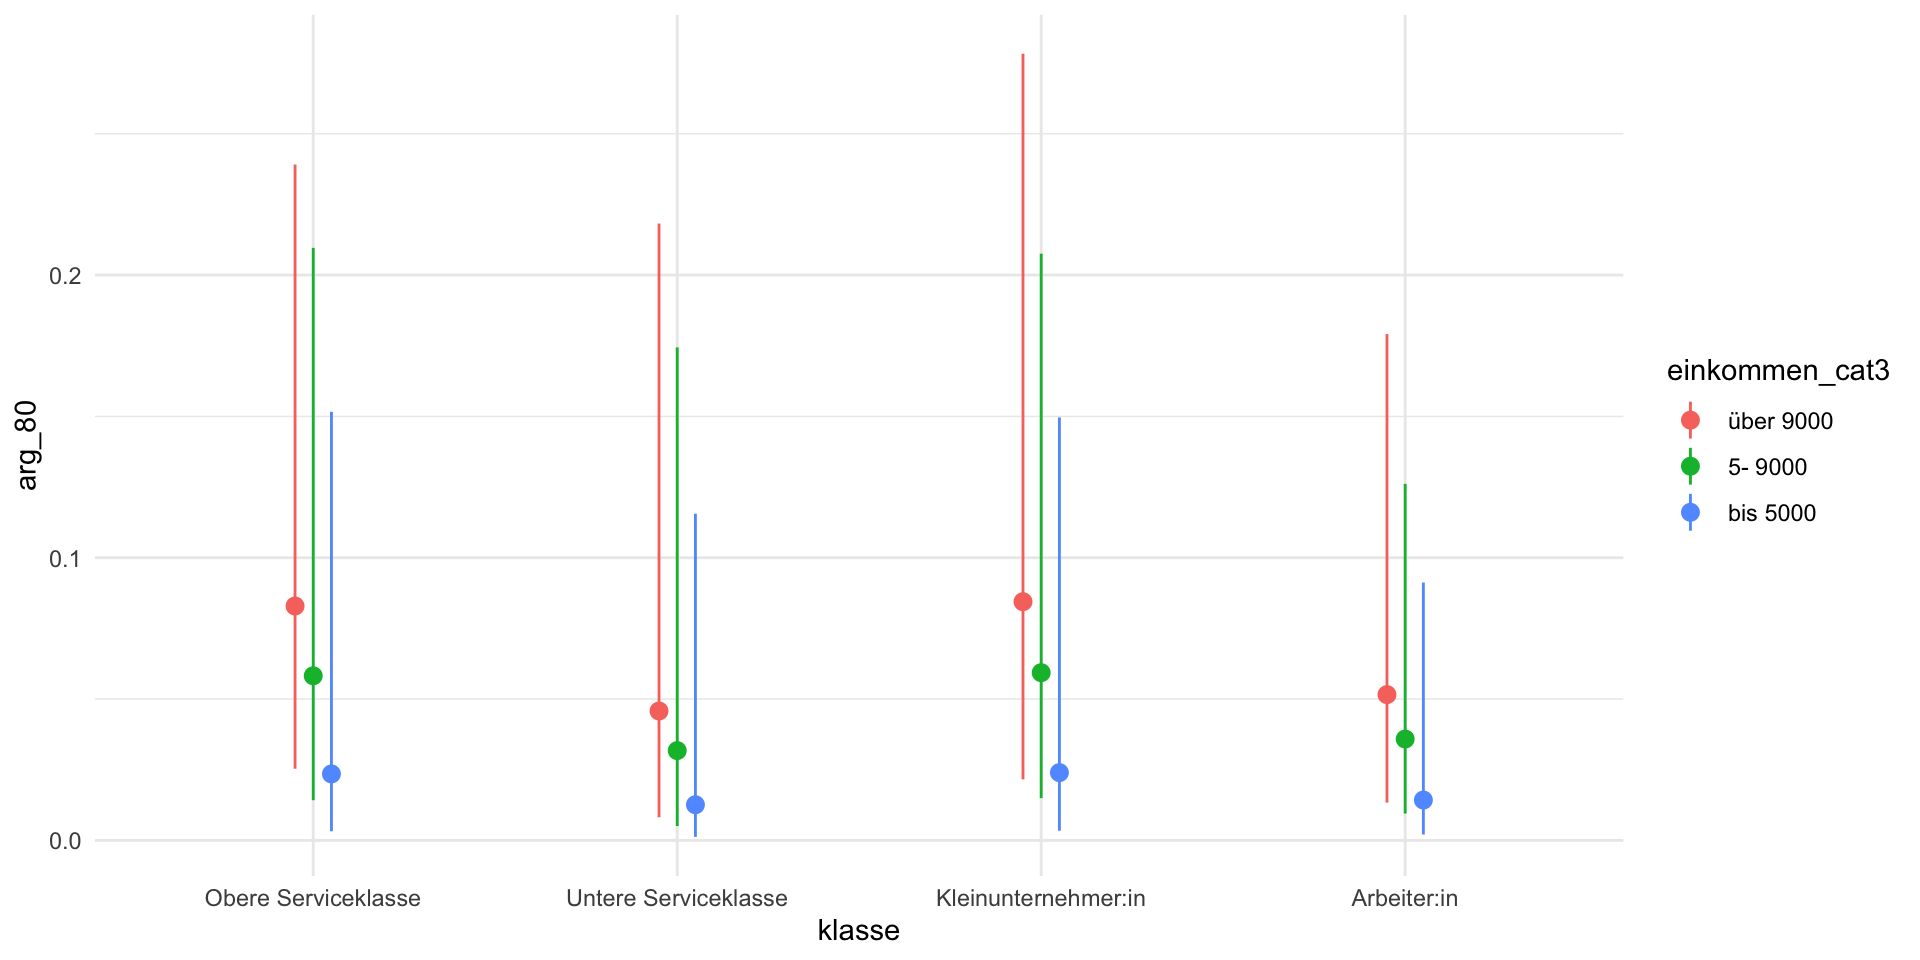 arg_80
0.2
0.1
0.0
Obere Serviceklasse
Untere Serviceklasse
Kleinunternehmer:in
Arbeiter:in
klasse
einkommen_cat3
über 9000
5- 9000
bis 5000